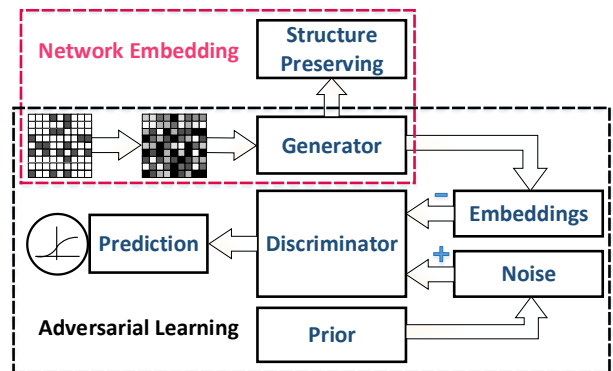 Network Embedding
Structure
Preserving
Generator
−
Embeddings
Prediction
Discriminator
+
Noise
Adversarial Learning
Prior